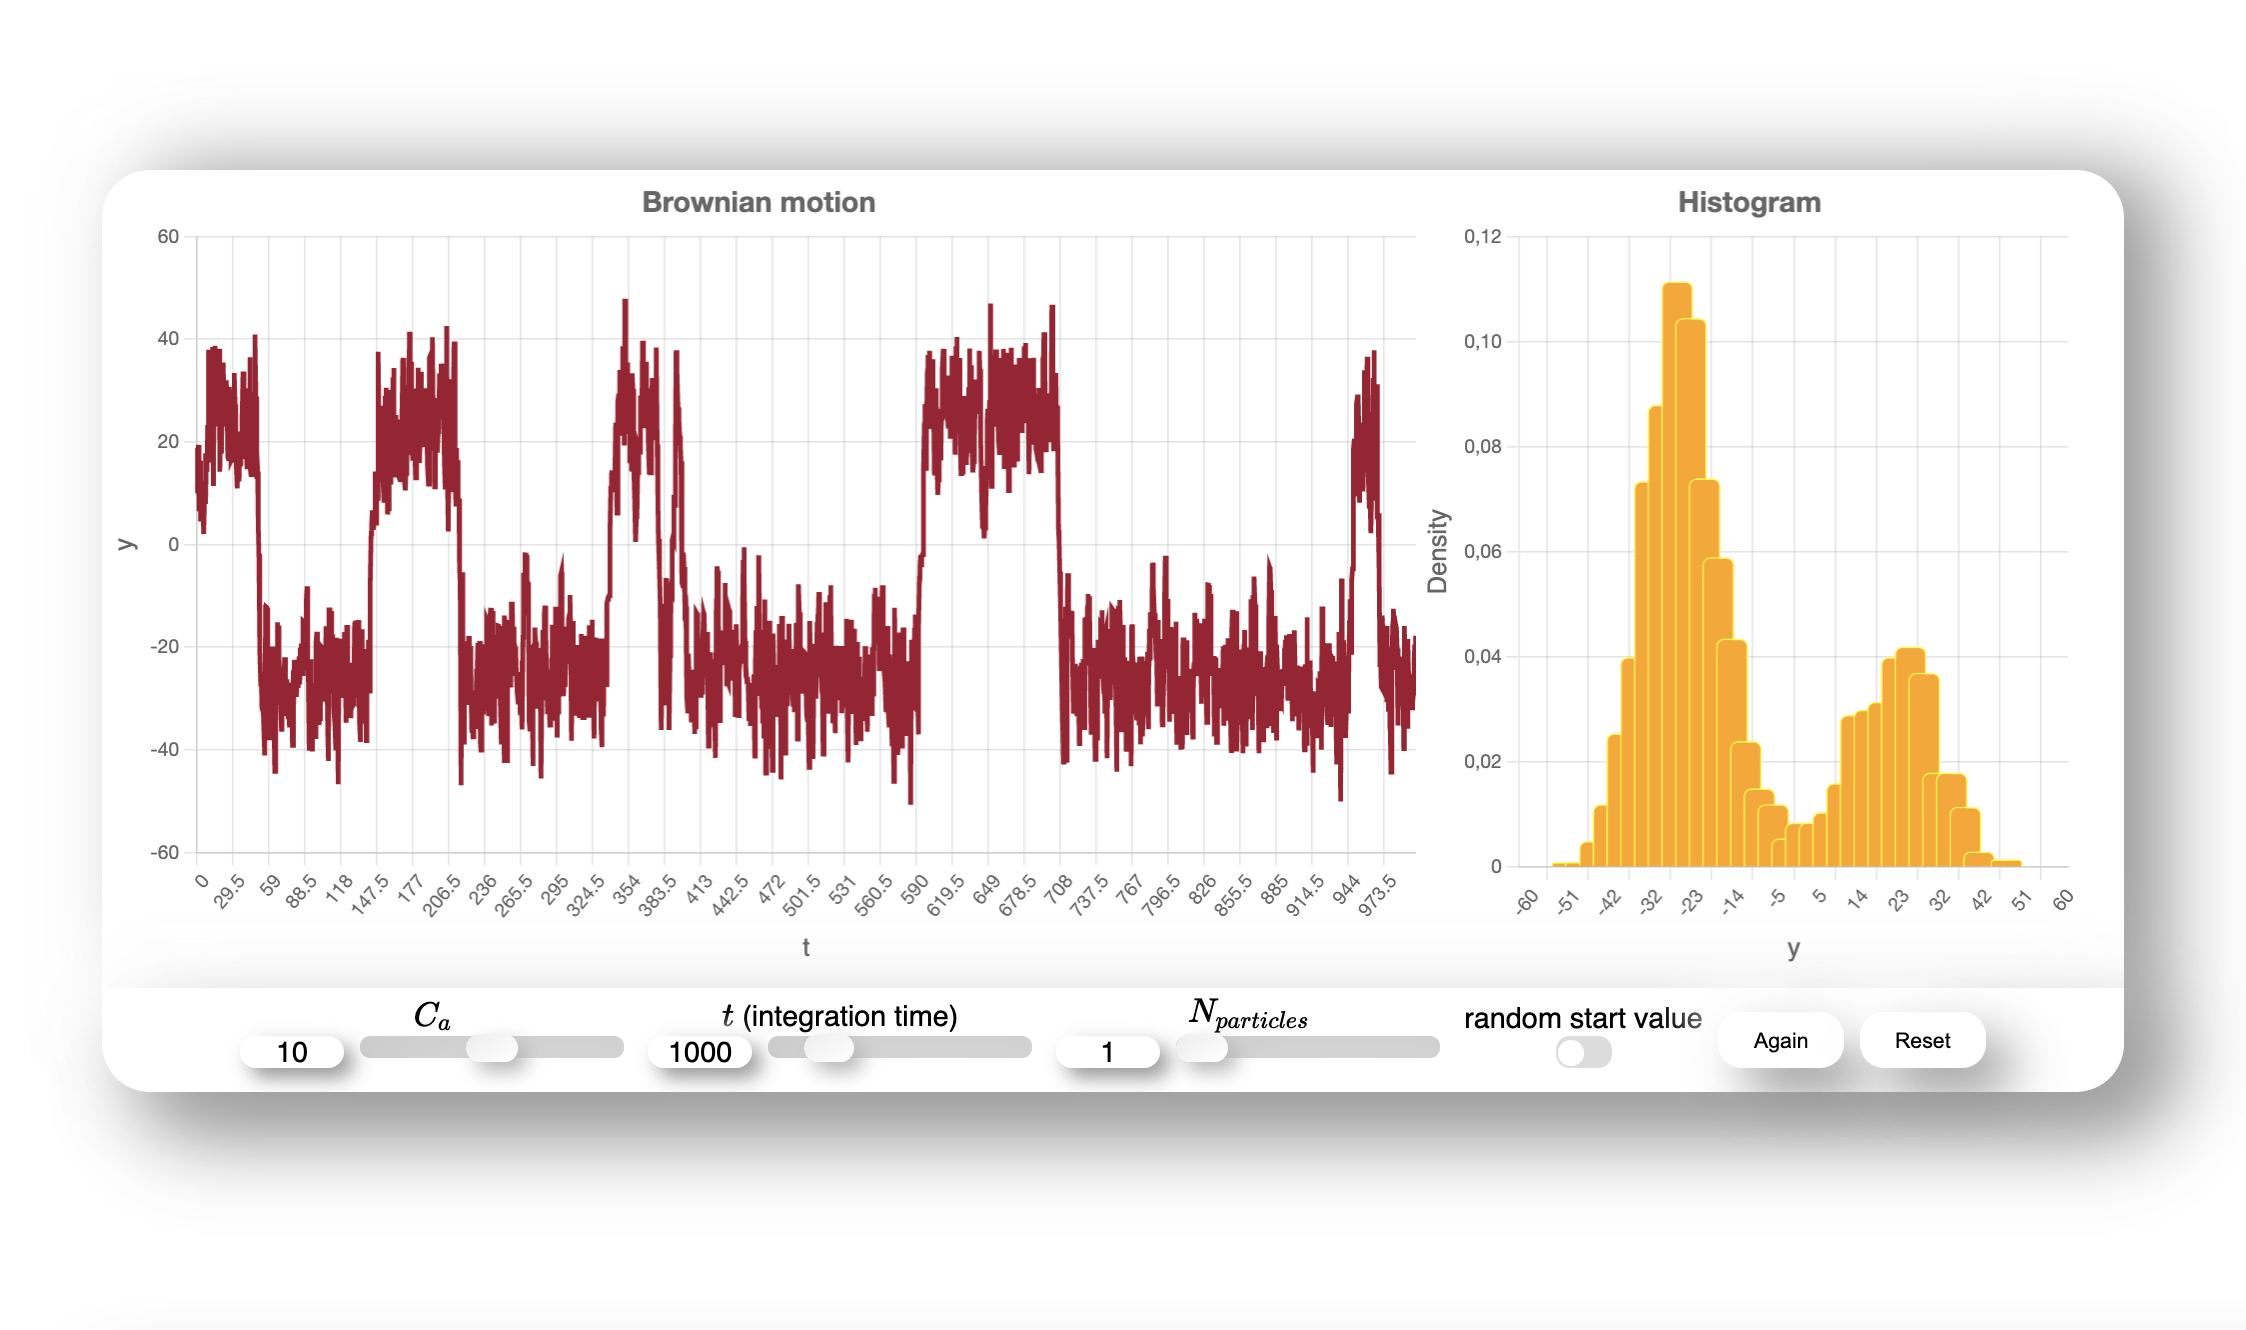 Brownian motion
60
40
20
0
-20
-40
-60
y
0 29.5 59 88.5 118 147.5 177 206.5 236 265.5 295 324.5 354 383.5 413 442.5 472 501.5 531 560.5 590 619.5 649 678.5 708 737.5 767 796.5 826 855.5 885 914.5 944 973.5
t
Histogram
0,12
0,10
0,08
0,06
0,04
0,02
0
Density
-60 -51 -42 -32 -23 -14 -5 5 14 23 32 42 51 60
y
C_a
10
t (integration time)
1000
N_particles
1
random start value
Again
Reset